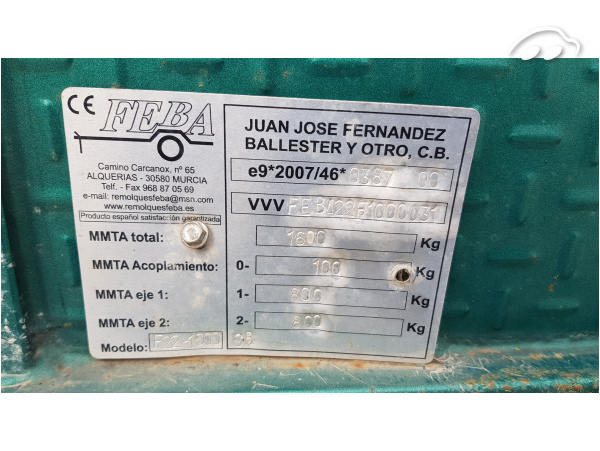 CE FEBA
Camino Carcanox, nº 65
ALQUERIAS - 30580 MURCIA
Telf. - Fax 968 87 05 69
e-mail: remolquesfeba@msn.com
www.remolquesfeba.es
Producto español satisfacción garantizada
JUAN JOSE FERNANDEZ
BALLESTER Y OTRO, C.B.
e9*2007/46* 0387 00
VVV
MMTA total: 1600 Kg
MMTA Acoplamiento: 0- 100 Kg
MMTA eje 1: 1- 800 Kg
MMTA eje 2: 2- 800 Kg
Modelo: